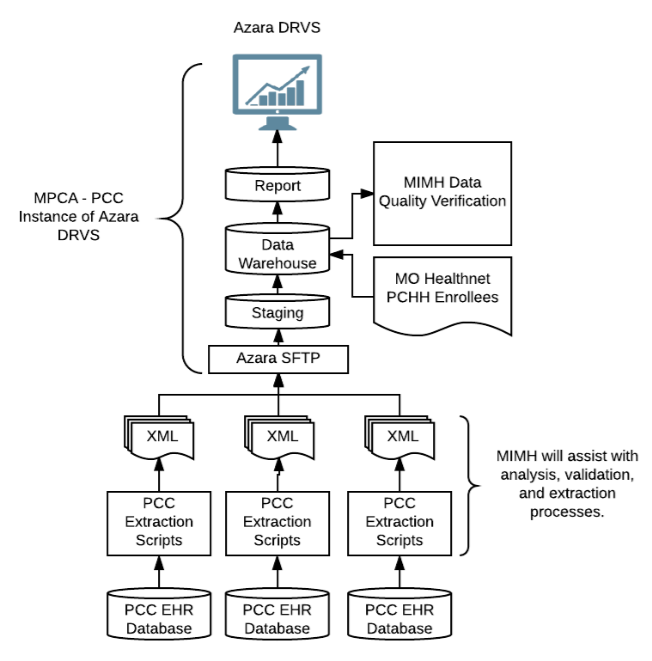 Azara DRVS
MPCA - PCC
Instance of Azara
DRVS
Report
Data
Warehouse
Staging
Azara SFTP
MIMH Data
Quality Verification
MO Healthnet
PCHH Enrollees
XML
XML
XML
MIMH will assist with
analysis, validation,
and extraction
processes.
PCC
Extraction
Scripts
PCC
Extraction
Scripts
PCC
Extraction
Scripts
PCC EHR
Database
PCC EHR
Database
PCC EHR
Database